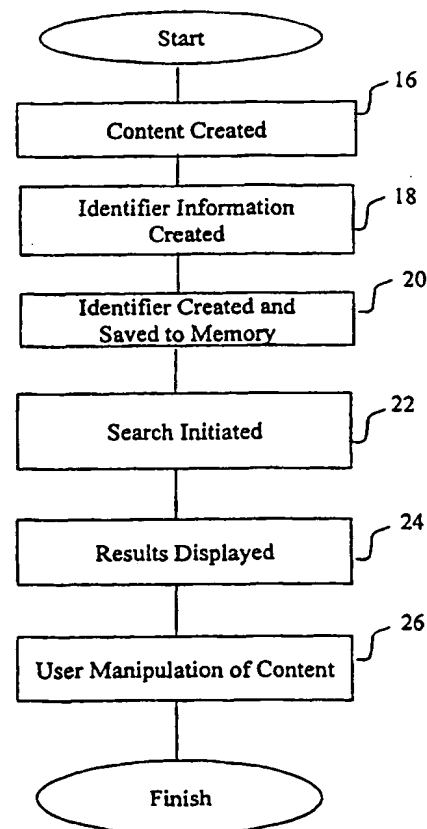 Start
16
Content Created
18
Identifier Information
Created
20
Identifier Created and
Saved to Memory
22
Search Initiated
24
Results Displayed
26
User Manipulation of Content
Finish